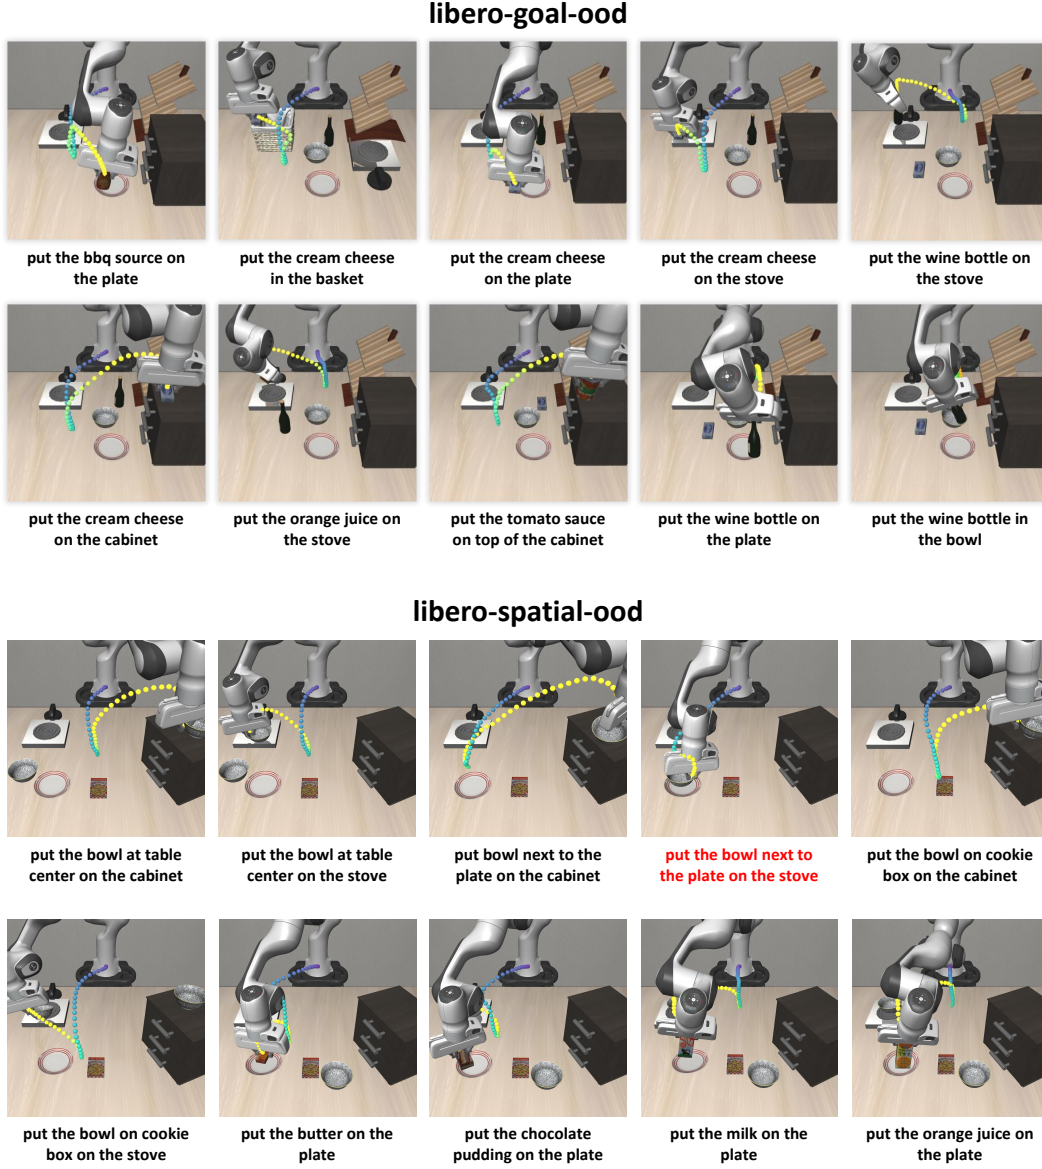 libero-goal-ood
put the bbq source on
the plate
put the cream cheese
in the basket
put the cream cheese
on the plate
put the cream cheese
on the stove
put the wine bottle on
the stove
put the cream cheese
on the cabinet
put the orange juice on
the stove
put the tomato sauce
on top of the cabinet
put the wine bottle on
the plate
put the wine bottle in
the bowl
libero-spatial-ood
put the bowl at table
center on the cabinet
put the bowl at table
center on the stove
put bowl next to the
plate on the cabinet
put the bowl next to
the plate on the stove
put the bowl on cookie
box on the cabinet
put the bowl on cookie
box on the stove
put the butter on the
plate
put the chocolate
pudding on the plate
put the milk on the
plate
put the orange juice on
the plate